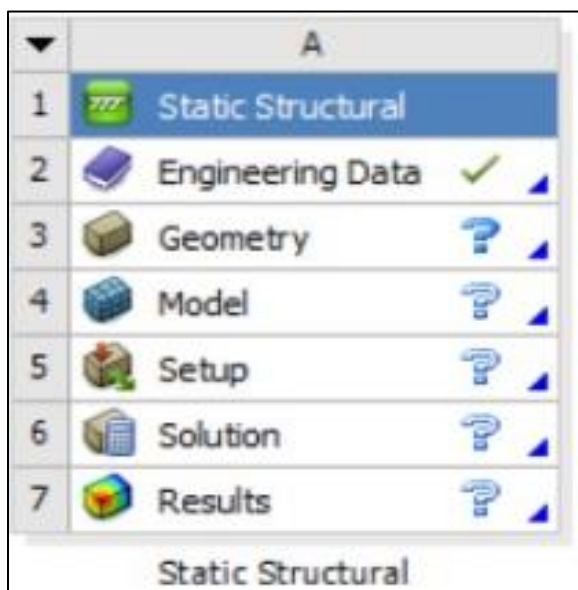 A
1 Static Structural
2 Engineering Data
3 Geometry
4 Model
5 Setup
6 Solution
7 Results
Static Structural